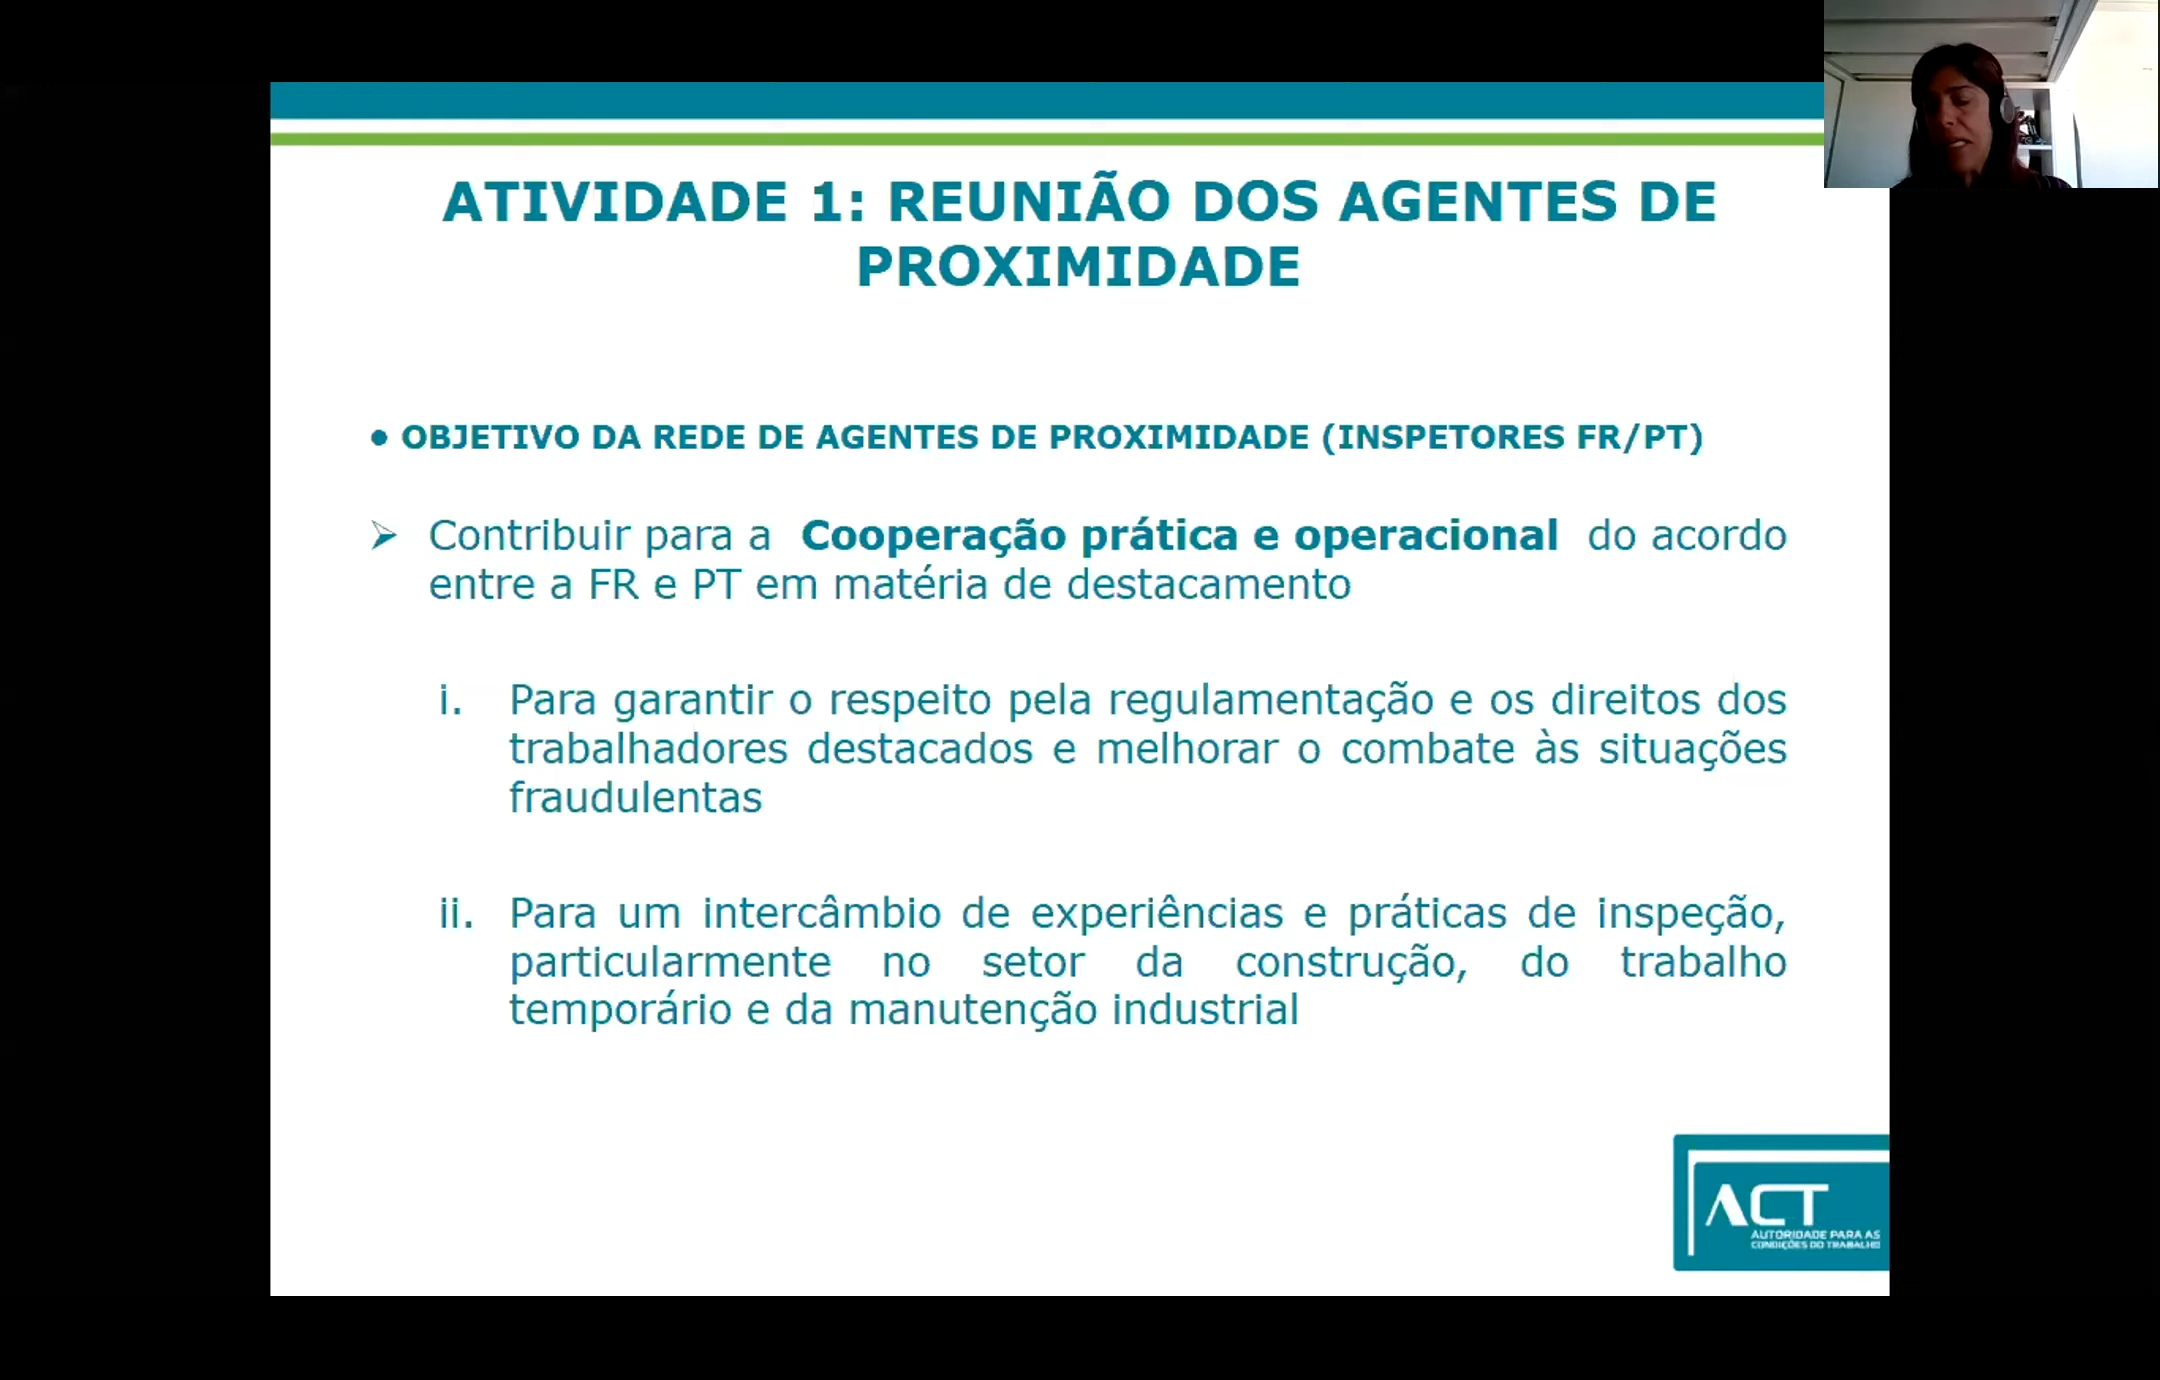 ATIVIDADE 1: REUNIÃO DOS AGENTES DE
PROXIMIDADE
• OBJETIVO DA REDE DE AGENTES DE PROXIMIDADE (INSPETORES FR/PT)
➢ Contribuir para a Cooperação prática e operacional do acordo
entre a FR e PT em matéria de destacamento
i. Para garantir o respeito pela regulamentação e os direitos dos
trabalhadores destacados e melhorar o combate às situações
fraudulentas
ii. Para um intercâmbio de experiências e práticas de inspeção,
particularmente no setor da construção, do trabalho
temporário e da manutenção industrial
ACT
AUTORIDADE PARA AS
CONDIÇÕES DO TRABALHO